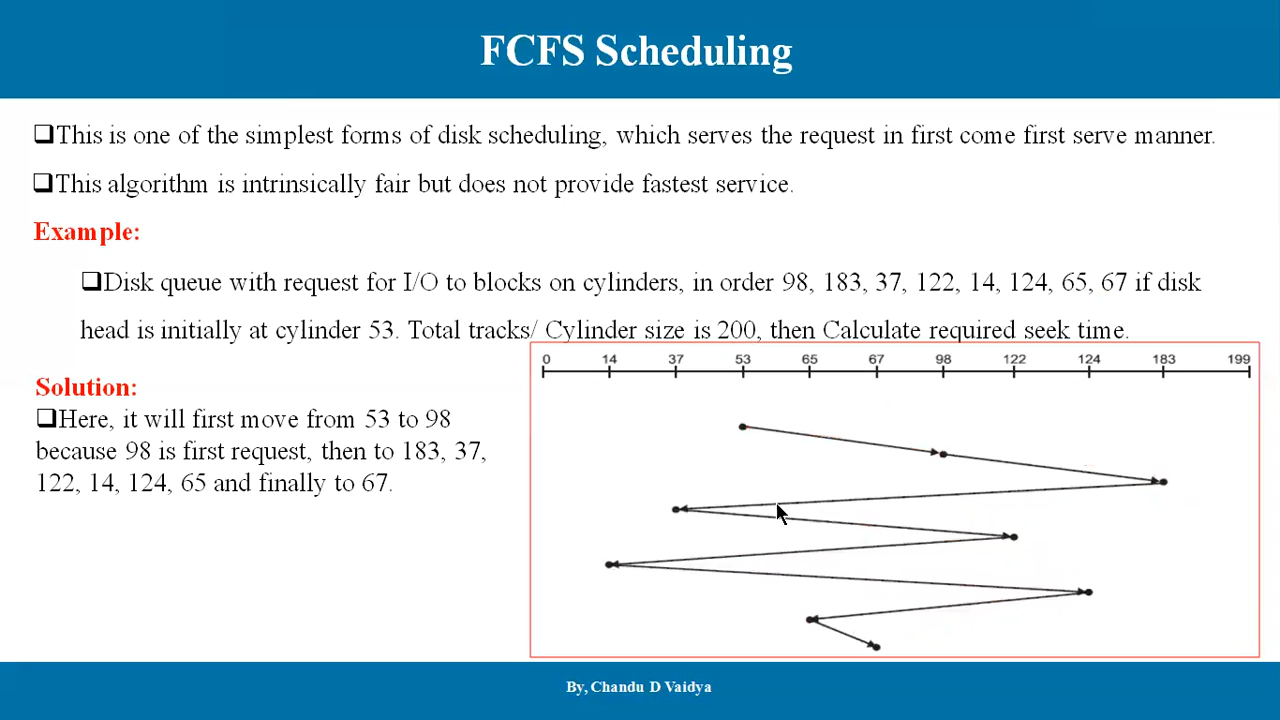 FCFS Scheduling
❑This is one of the simplest forms of disk scheduling, which serves the request in first come first serve manner.
❑This algorithm is intrinsically fair but does not provide fastest service.
Example:
❑Disk queue with request for I/O to blocks on cylinders, in order 98, 183, 37, 122, 14, 124, 65, 67 if disk
head is initially at cylinder 53. Total tracks/ Cylinder size is 200, then Calculate required seek time.
0 14 37 53 65 67 98 122 124 183 199
Solution:
❑Here, it will first move from 53 to 98
because 98 is first request, then to 183, 37,
122, 14, 124, 65 and finally to 67.
By, Chandu D Vaidya